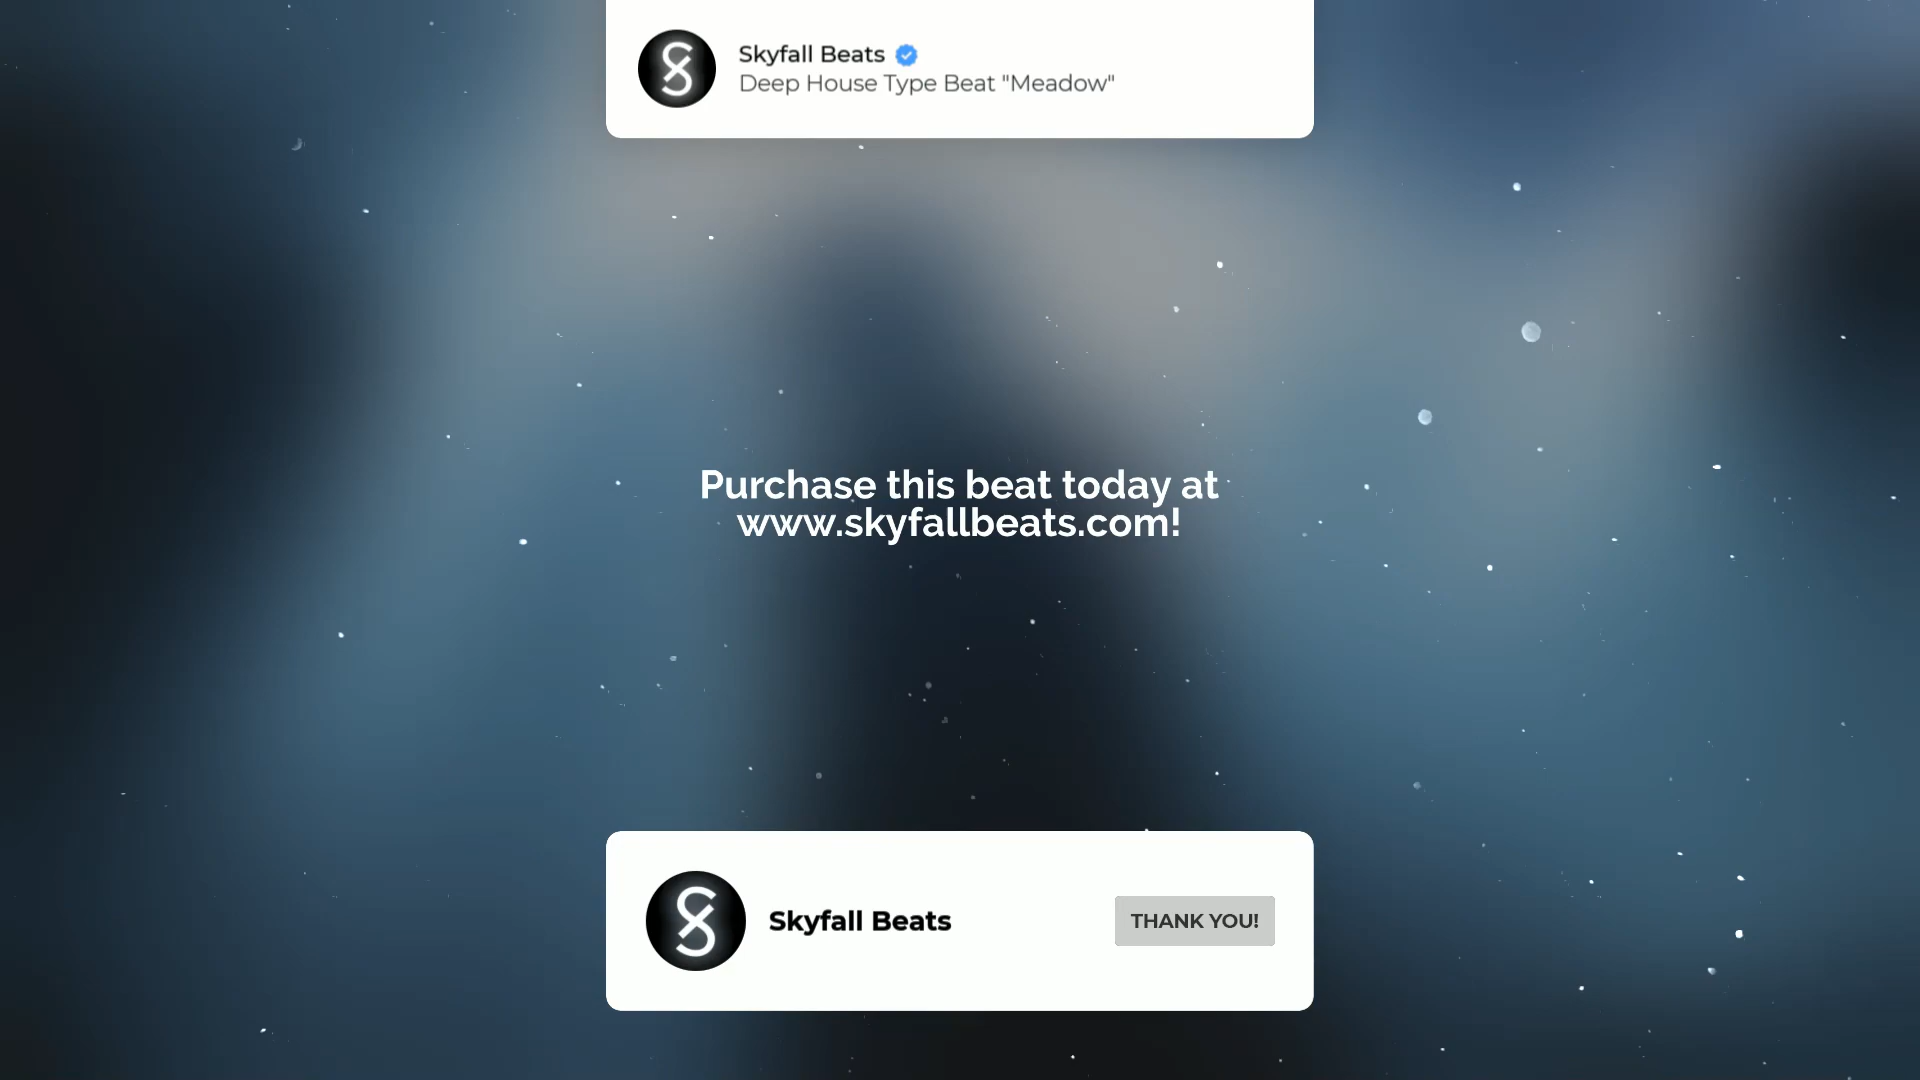 Skyfall Beats
Deep House Type Beat "Meadow"
Purchase this beat today at
www.skyfallbeats.com!
Skyfall Beats
THANK YOU!